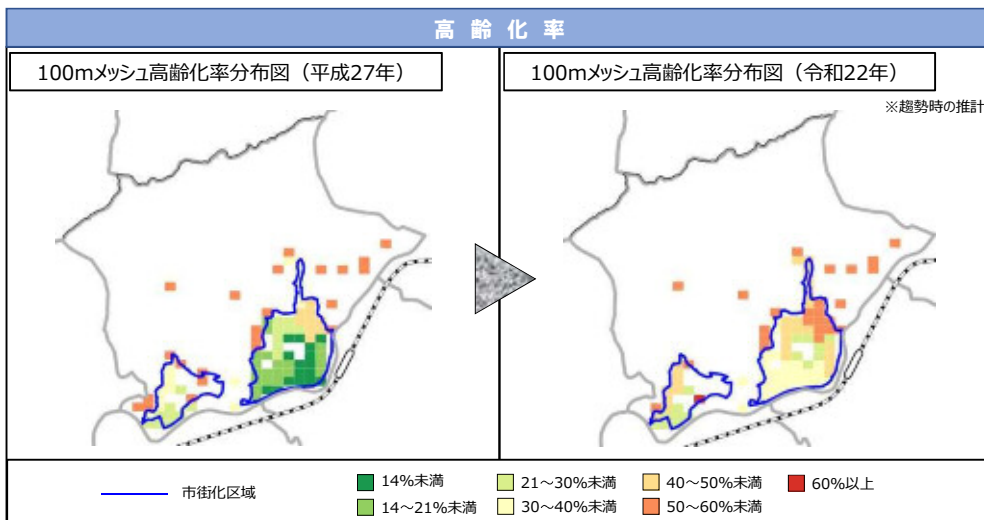 高齢化率
100mメッシュ高齢化率分布図（平成27年）
100mメッシュ高齢化率分布図（令和22年）
※趨勢時の推計
市街化区域
14%未満
21～30%未満
40～50%未満
60%以上
14～21%未満
30～40%未満
50～60%未満